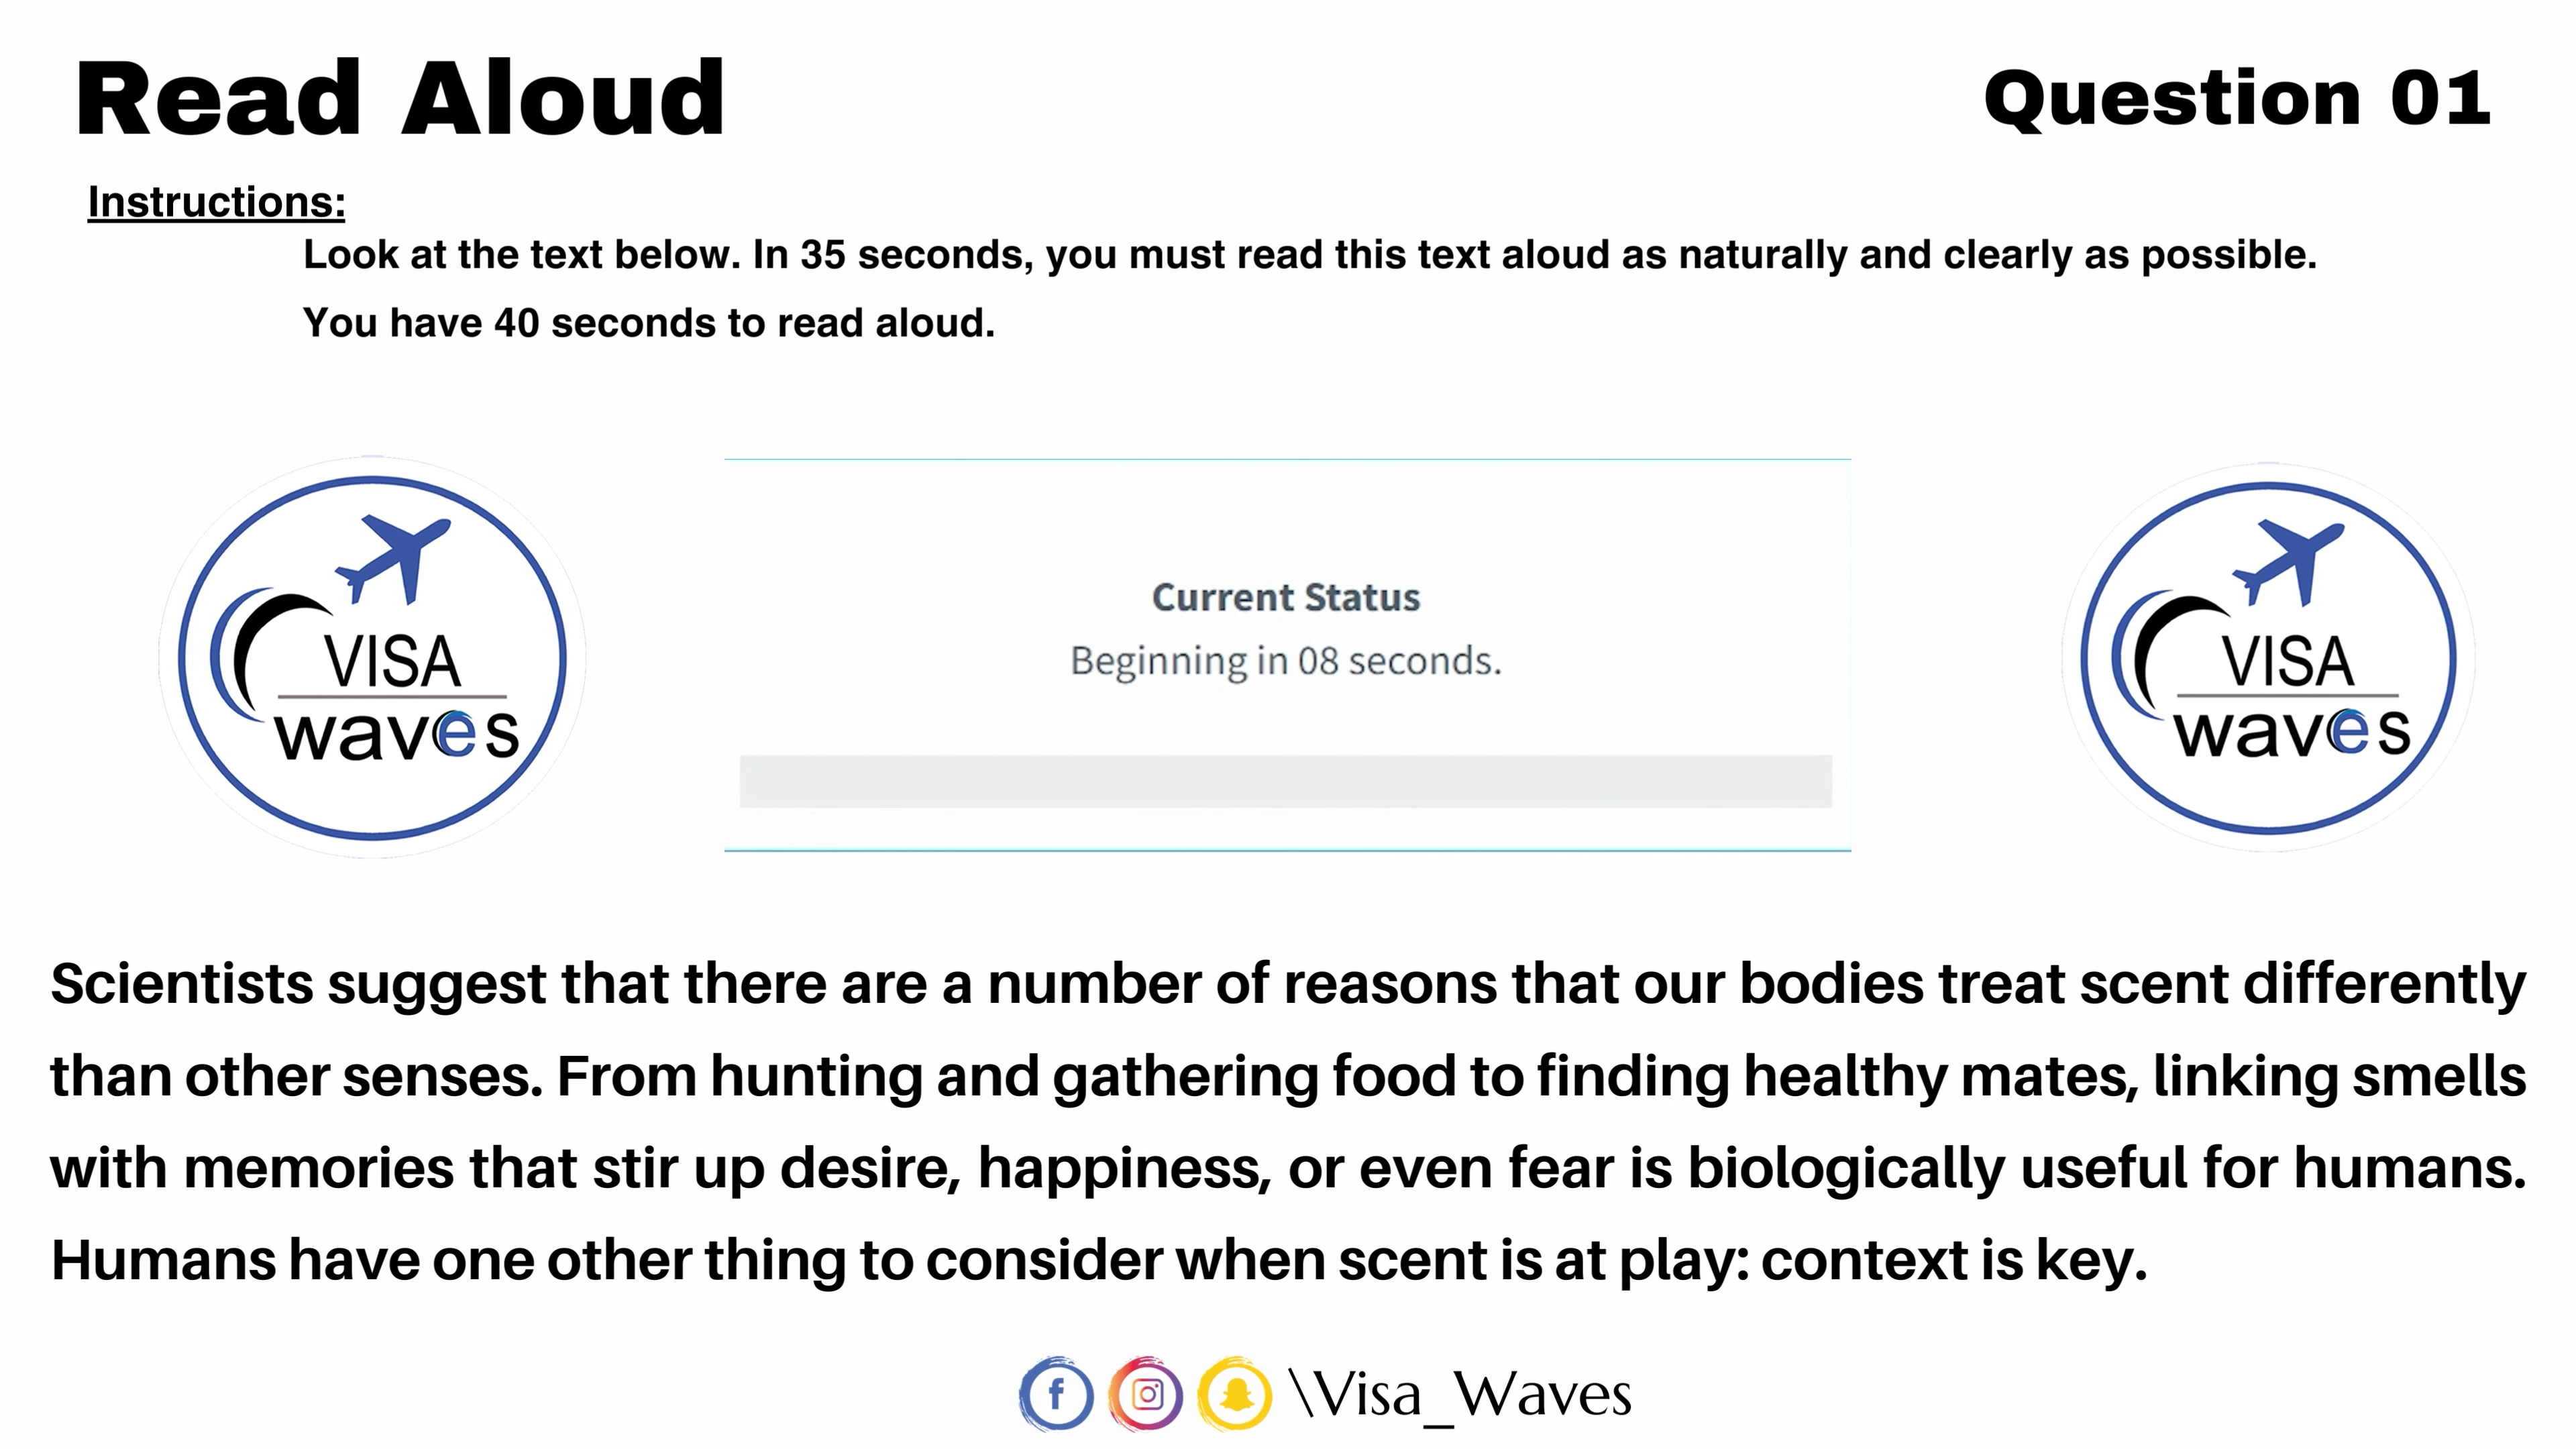 Read Aloud
Question 01
Instructions:
Look at the text below. In 35 seconds, you must read this text aloud as naturally and clearly as possible.
You have 40 seconds to read aloud.
VISA
waves
Current Status
Beginning in 08 seconds.
VISA
waves
Scientists suggest that there are a number of reasons that our bodies treat scent differently
than other senses. From hunting and gathering food to finding healthy mates, linking smells
with memories that stir up desire, happiness, or even fear is biologically useful for humans.
Humans have one other thing to consider when scent is at play: context is key.
\Visa_Waves